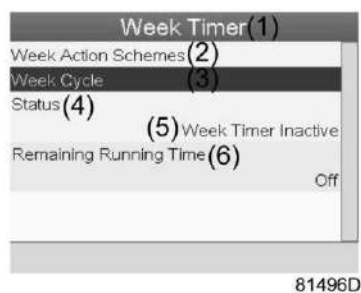 Week Timer(1)
Week Action Schemes(2)
Week Cycle (3)
Status(4)
(5)Week Timer Inactive
Remaining Running Time(6)
Off
81496D